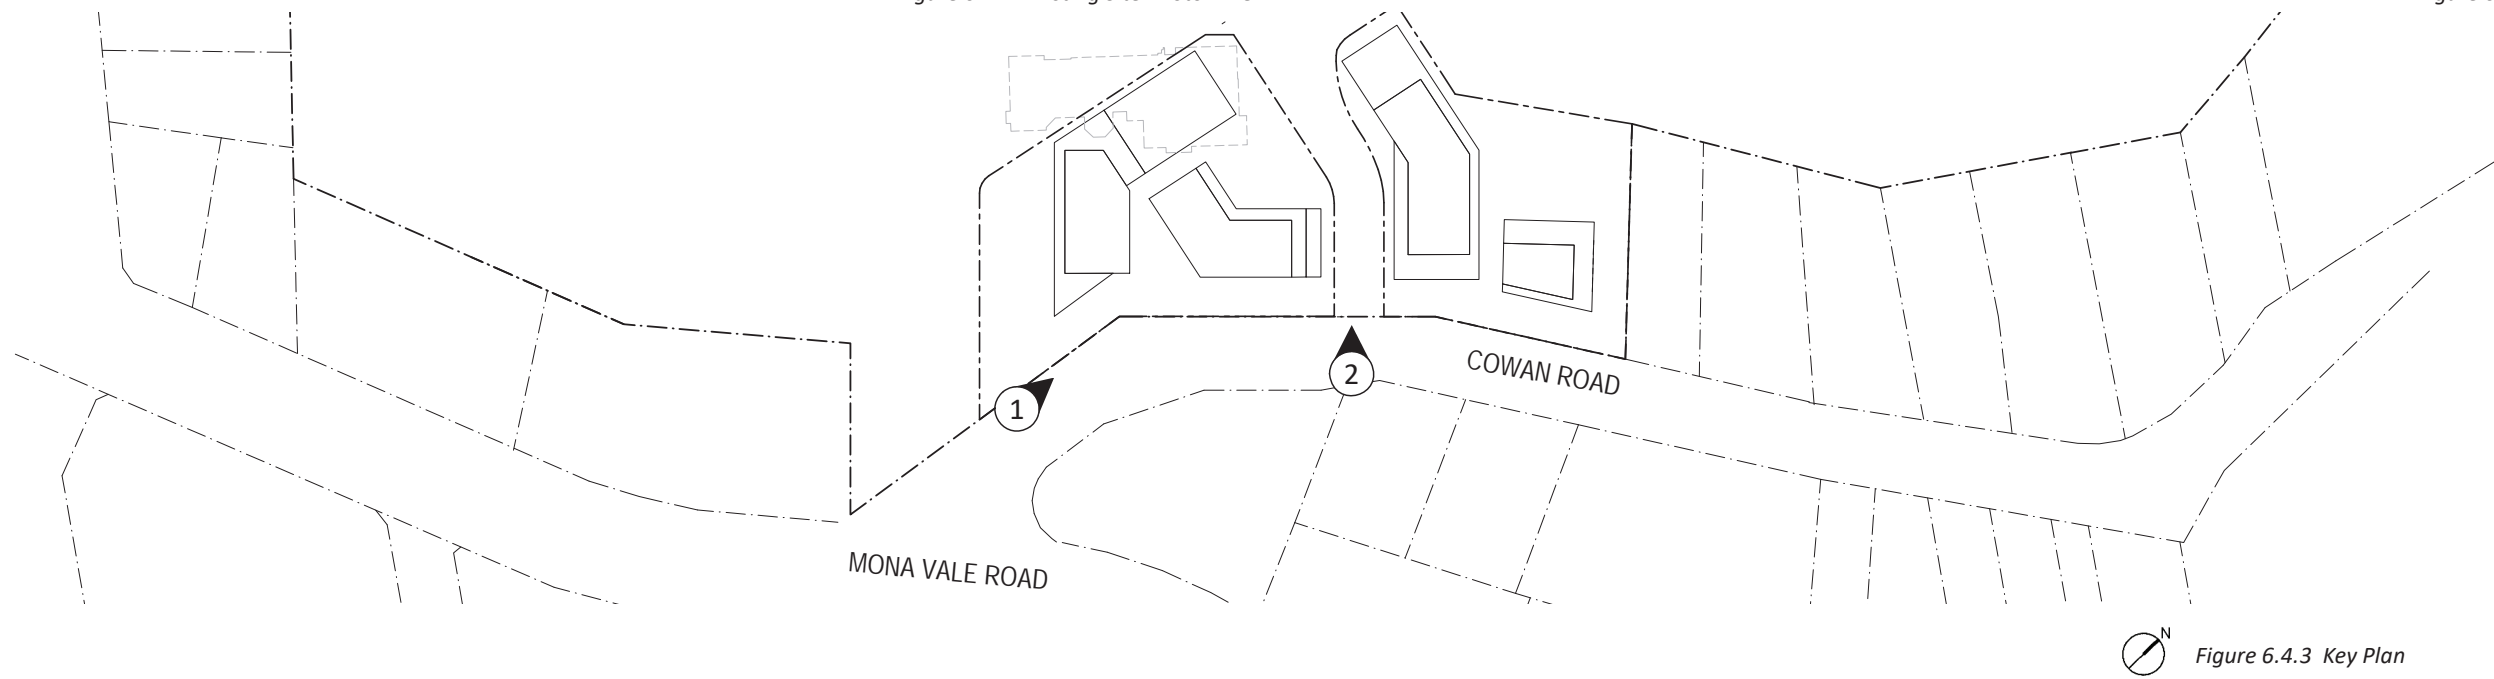 COWAN ROAD
2
1
MONA VALE ROAD
N
Figure 6.4.3 Key Plan